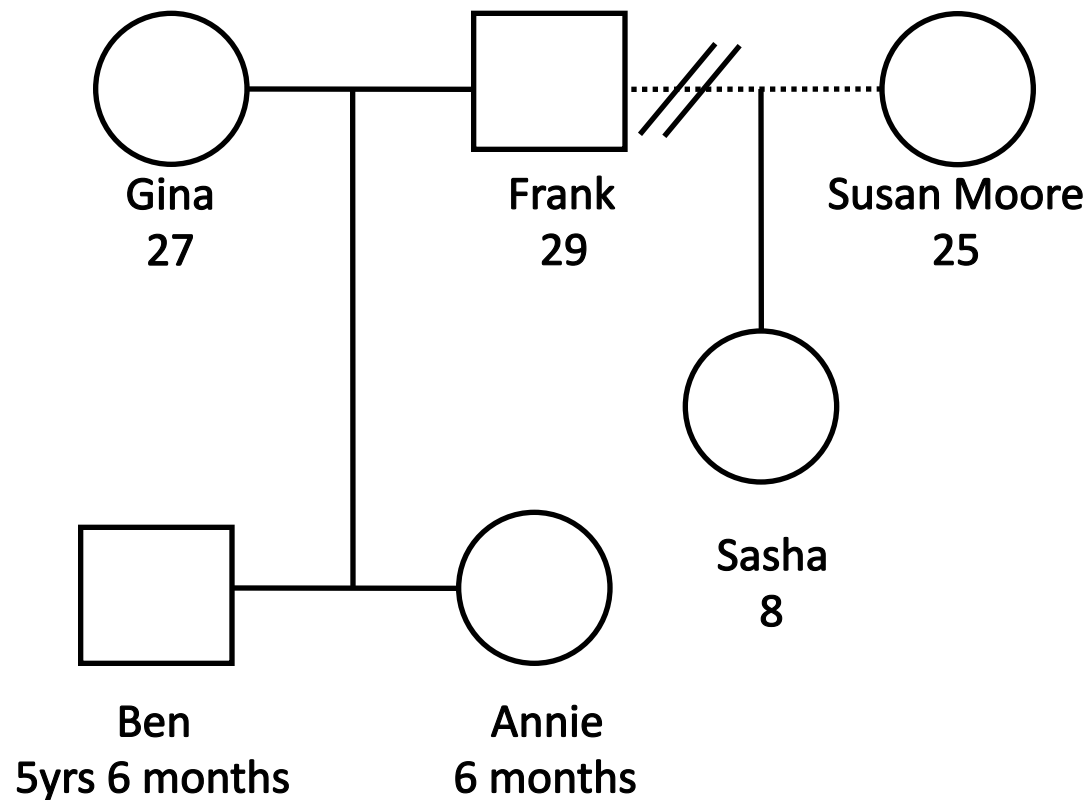 Gina
27
Frank
29
Susan Moore
25
Sasha
8
Ben
5yrs 6 months
Annie
6 months